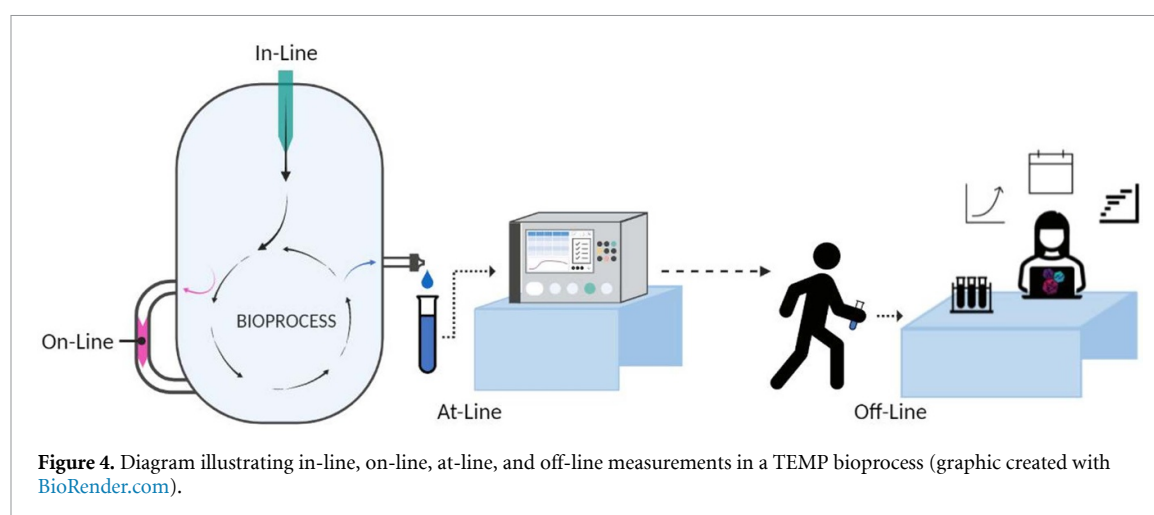 In-Line
BIOPROCESS
On-Line
At-Line
Off-Line
Figure 4. Diagram illustrating in-line, on-line, at-line, and off-line measurements in a TEMP bioprocess (graphic created with
BioRender.com).